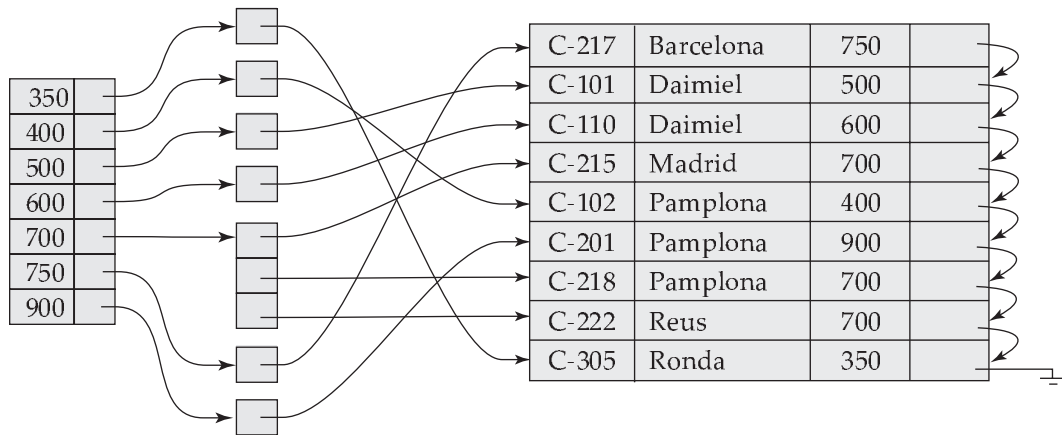 350
400
500
600
700
750
900
C-217 Barcelona 750
C-101 Daimiel 500
C-110 Daimiel 600
C-215 Madrid 700
C-102 Pamplona 400
C-201 Pamplona 900
C-218 Pamplona 700
C-222 Reus 700
C-305 Ronda 350